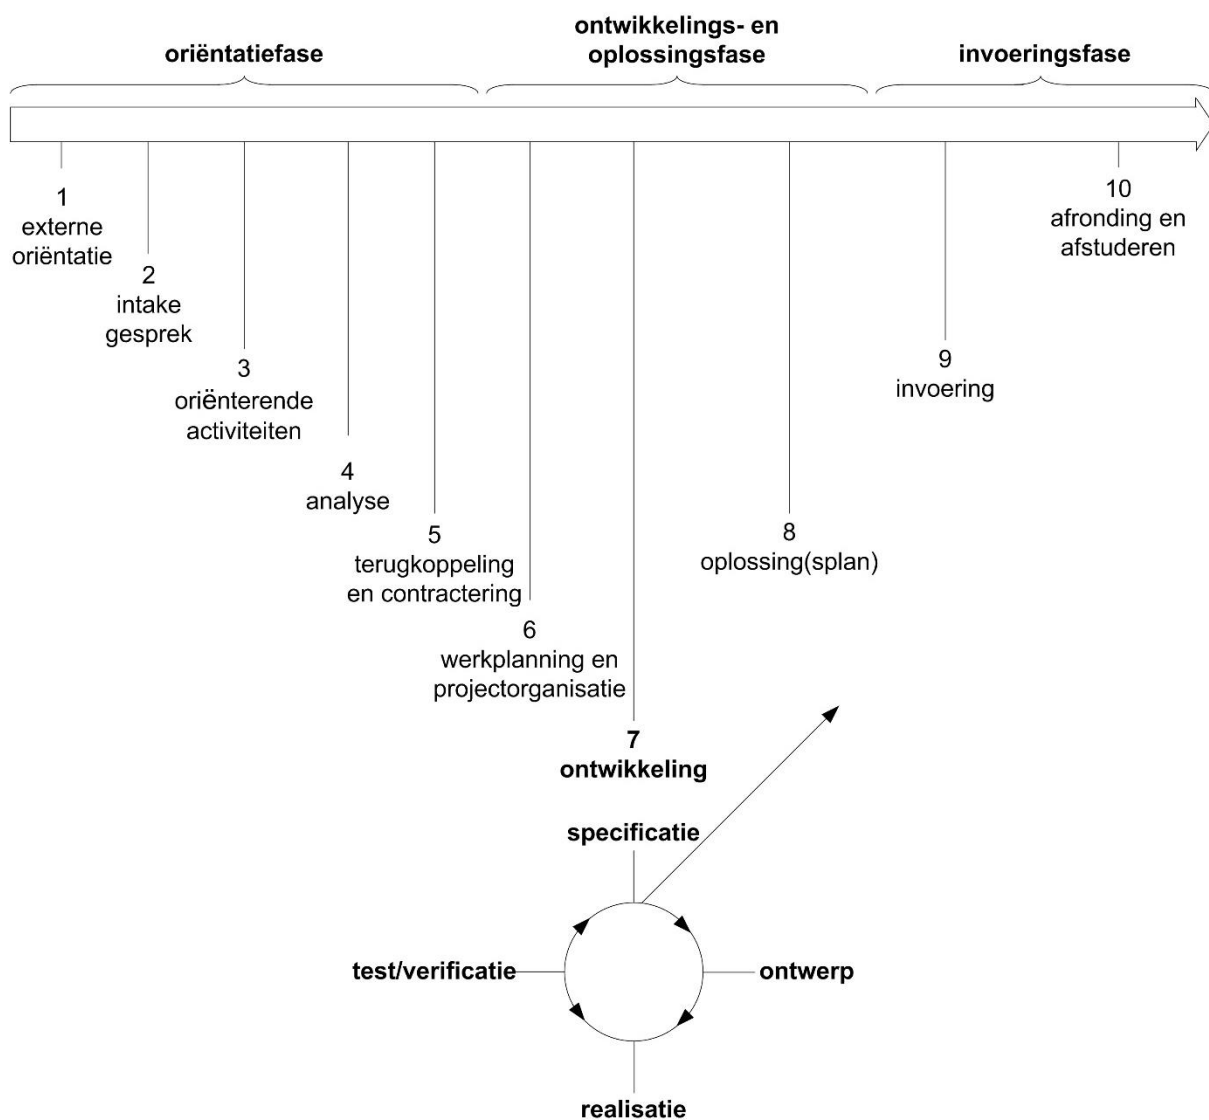 oriëntatiefase
ontwikkelings- en
oplossingsfase
invoeringsfase
1
externe
oriëntatie
2
intake
gesprek
3
oriënterende
activiteiten
4
analyse
5
terugkoppeling
en contractering
6
werkplanning en
projectorganisatie
7
ontwikkeling
8
oplossing(splan)
9
invoering
10
afronding en
afstuderen
specificatie
test/verificatie
ontwerp
realisatie